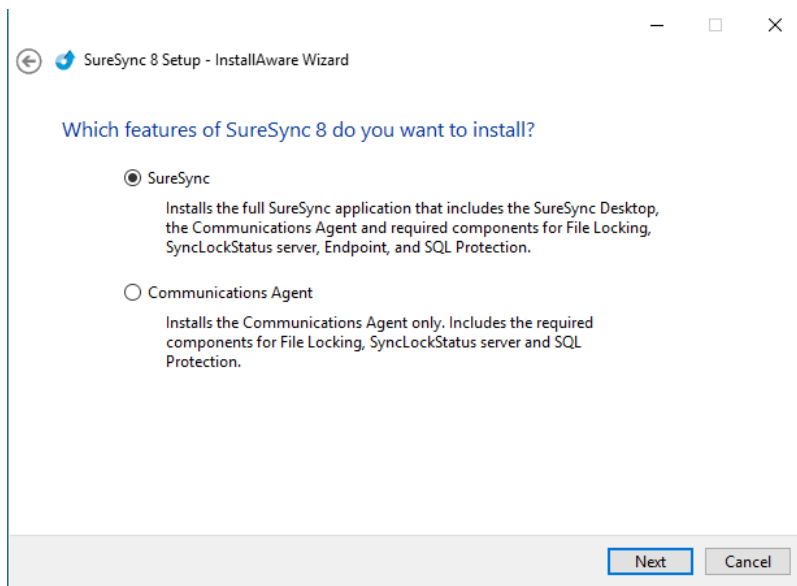 SureSync 8 Setup - InstallAware Wizard
Which features of SureSync 8 do you want to install?
SureSync
Installs the full SureSync application that includes the SureSync Desktop,
the Communications Agent and required components for File Locking,
SyncLockStatus server, Endpoint, and SQL Protection.
Communications Agent
Installs the Communications Agent only. Includes the required
components for File Locking, SyncLockStatus server and SQL
Protection.
Next
Cancel